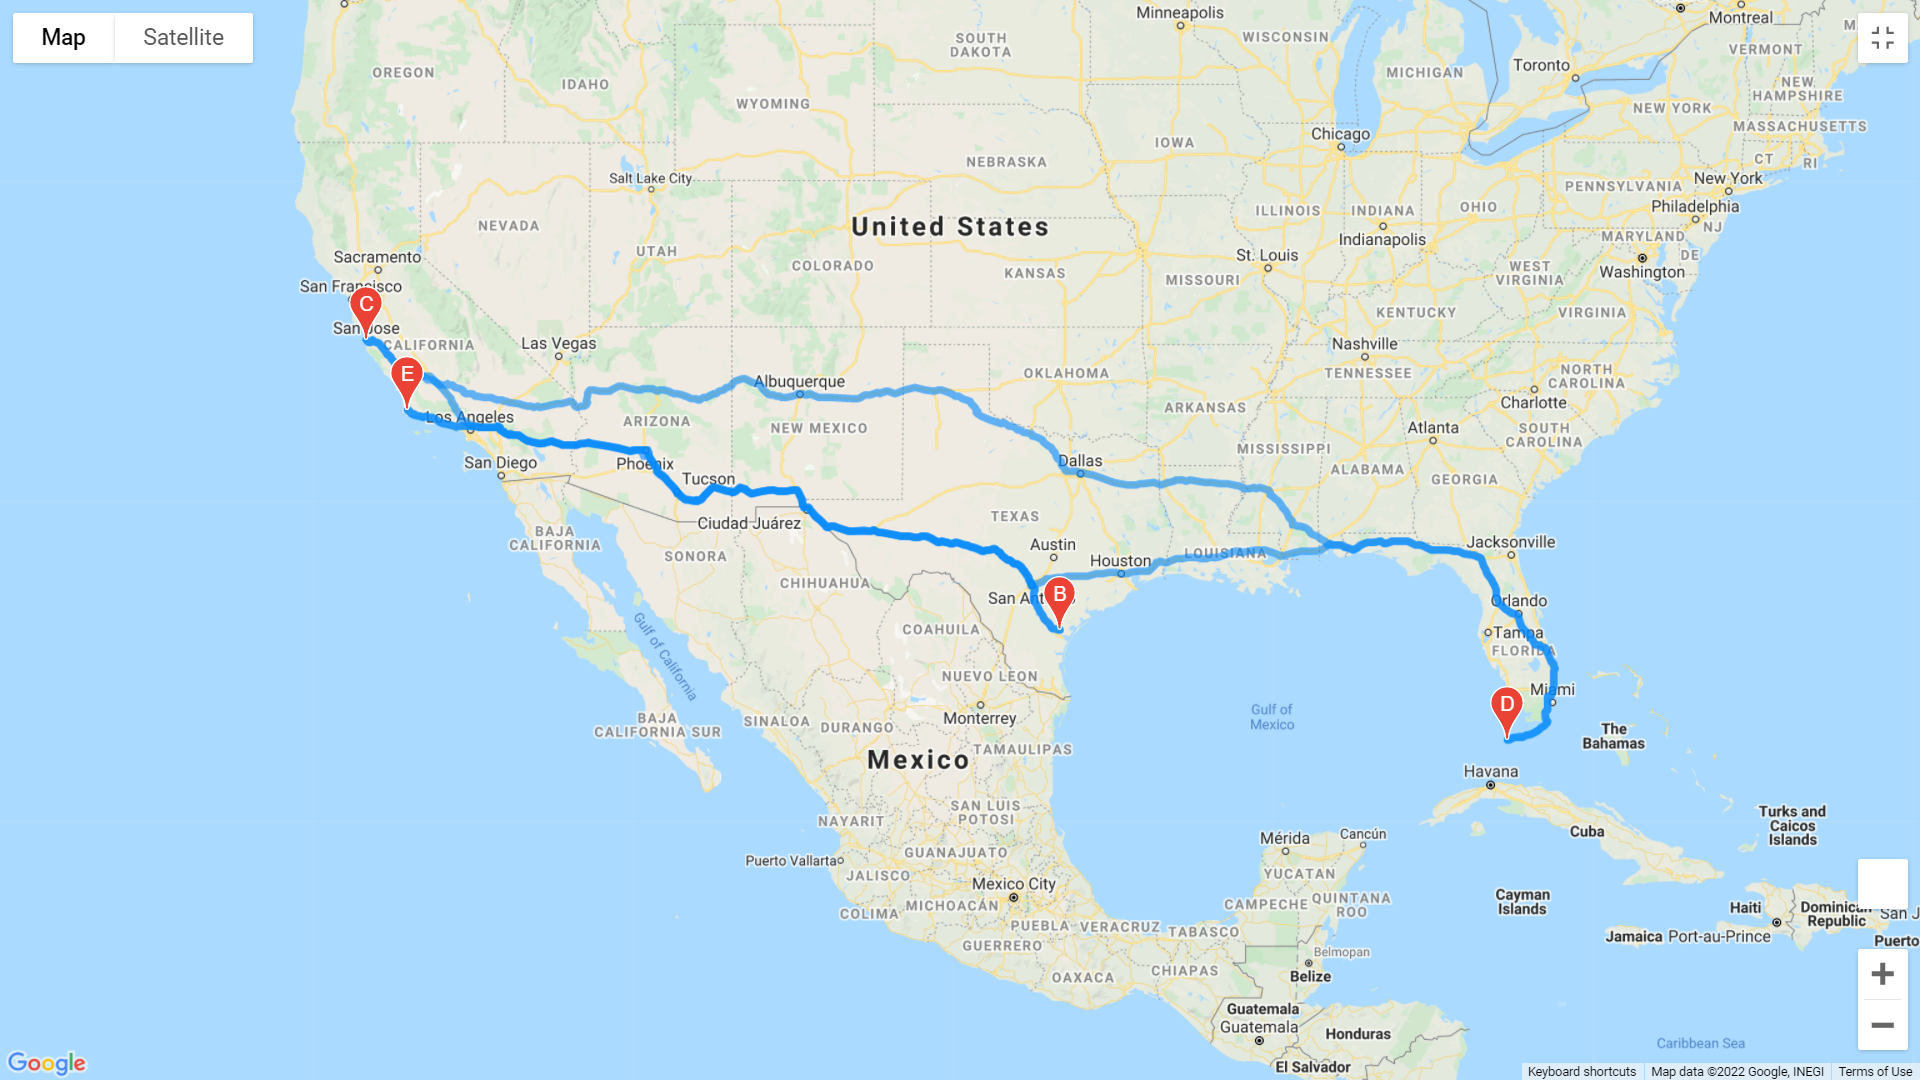 Map
Satellite
Minneapolis
Montreal
SOUTH
DAKOTA
WISCONSIN
VERMONT
OREGON
IDAHO
MICHIGAN
Toronto
NEW
HAMPSHIRE
WYOMING
NEW YORK
MASSACHUSETTS
Chicago
IOWA
NEBRASKA
CT
RI
Salt Lake City
PENNSYLVANIA
New York
NEVADA
United States
ILLINOIS
INDIANA
OHIO
Philadelphia
NJ
Indianapolis
MARYLAND
DE
UTAH
COLORADO
KANSAS
St. Louis
MISSOURI
WEST
VIRGINIA
Washington
Sacramento
San Francisco
C
San Jose
CALIFORNIA
Las Vegas
KENTUCKY
VIRGINIA
Nashville
TENNESSEE
NORTH
CAROLINA
Charlotte
E
Albuquerque
OKLAHOMA
ARKANSAS
Los Angeles
ARIZONA
NEW MEXICO
Atlanta
SOUTH
CAROLINA
MISSISSIPPI
ALABAMA
GEORGIA
San Diego
Phoenix
Tucson
Dallas
Ciudad Juárez
TEXAS
BAJA
CALIFORNIA
SONORA
Austin
Houston
LOUISIANA
Jacksonville
CHIHUAHUA
B
Orlando
Tampa
FLORIDA
COAHUILA
Gulf of California
NUEVO LEON
Miami
D
Monterrey
BAJA
CALIFORNIA SUR
SINALOA
DURANGO
TAMAULIPAS
Gulf of
Mexico
The
Bahamas
Mexico
Havana
SAN LUIS
POTOSI
NAYARIT
Turks and
Caicos
Islands
Cuba
Mérida
Cancún
Puerto Vallarta
GUANAJUATO
JALISCO
YUCATAN
Mexico City
COLIMA
MICHOACÁN
CAMPECHE
QUINTANA
ROO
Cayman
Islands
Haiti
Dominican
Republic
San J
PUEBLA
VERACRUZ
TABASCO
GUERRERO
Jamaica
Port-au-Prince
Puerto
Belmopan
OAXACA
CHIAPAS
Belize
Guatemala
Guatemala
Honduras
El Salvador
Caribbean Sea
Google
Keyboard shortcuts
Map data ©2022 Google, INEGI
Terms of Use